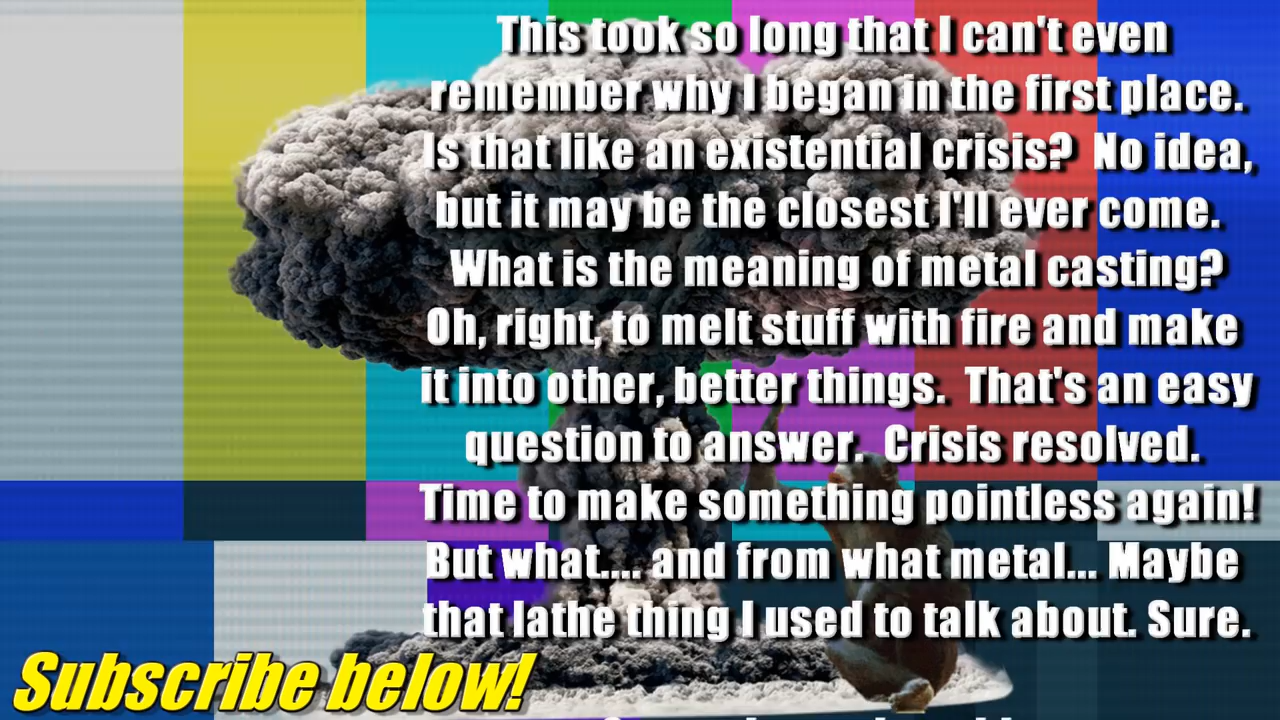 This took so long that I can't even
remember why I began in the first place.
Is that like an existential crisis?  No idea,
but it may be the closest I'll ever come.
What is the meaning of metal casting?
Oh, right, to melt stuff with fire and make
it into other, better things.  That's an easy
question to answer.  Crisis resolved.
Time to make something pointless again!
But what.... and from what metal... Maybe
that lathe thing I used to talk about. Sure.
Subscribe below!